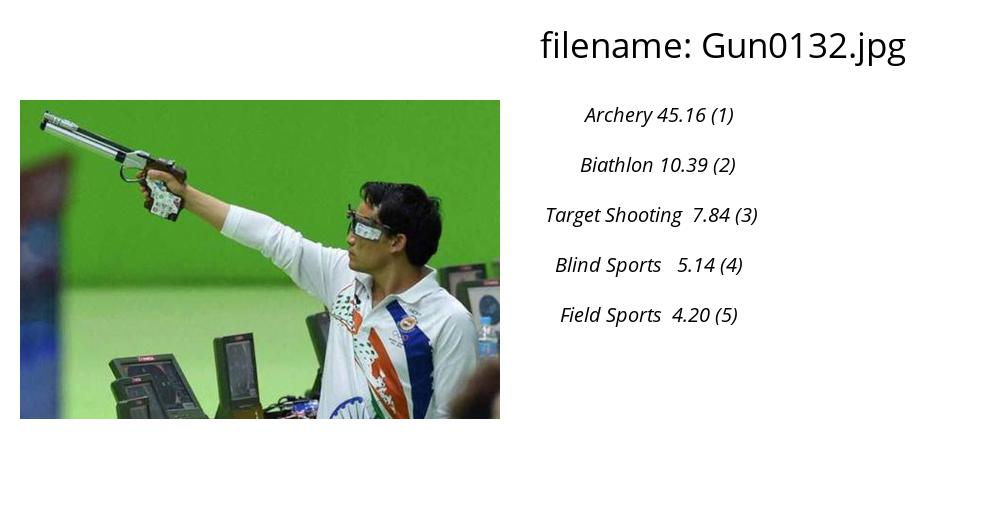 filename: Gun0132.jpg
Archery 45.16 (1)
Biathlon 10.39 (2)
Target Shooting 7.84 (3)
Blind Sports 5.14 (4)
Field Sports 4.20 (5)